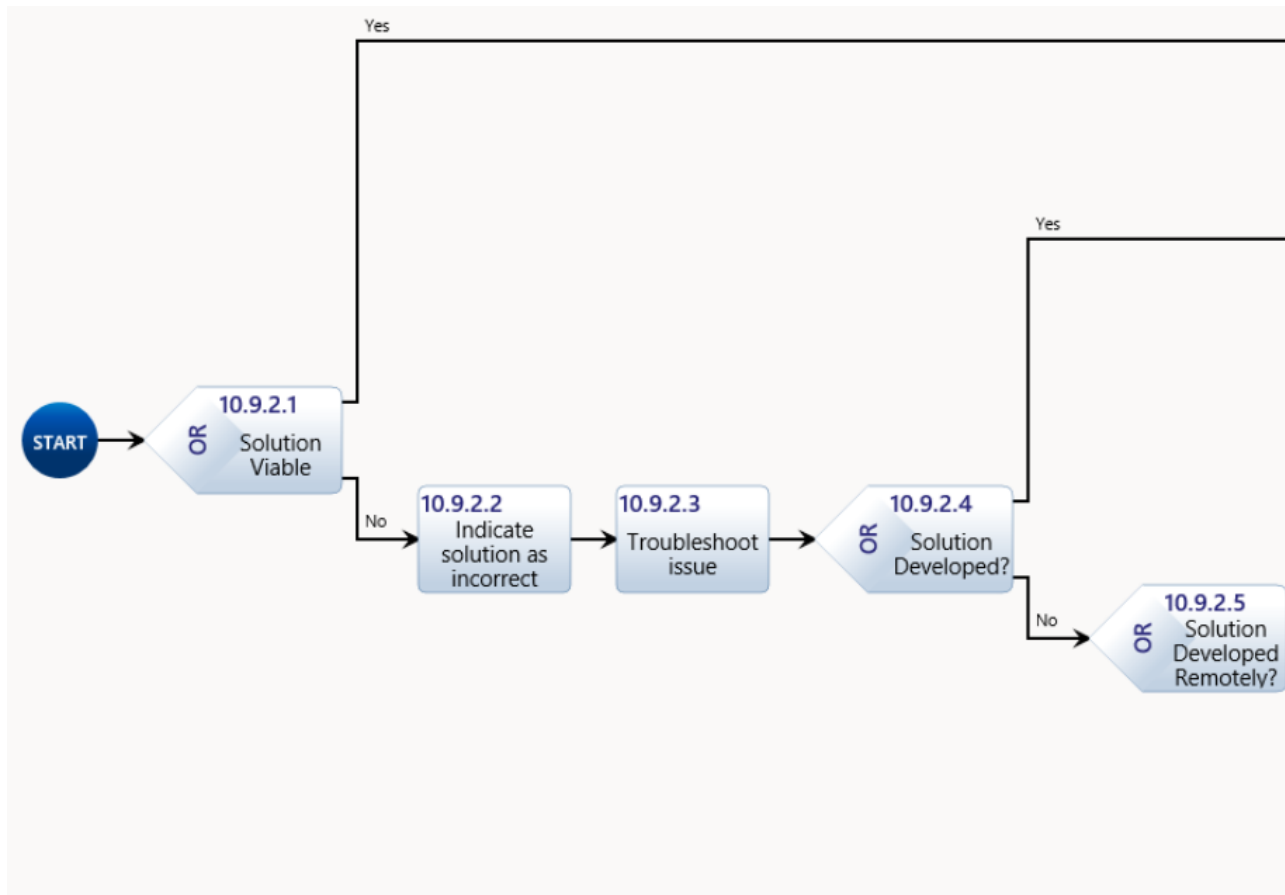 Yes
Yes
START
10.9.2.1
OR
Solution
Viable
No
10.9.2.2
Indicate
solution as
incorrect
10.9.2.3
Troubleshoot
issue
10.9.2.4
OR
Solution
Developed?
No
10.9.2.5
OR
Solution
Developed
Remotely?